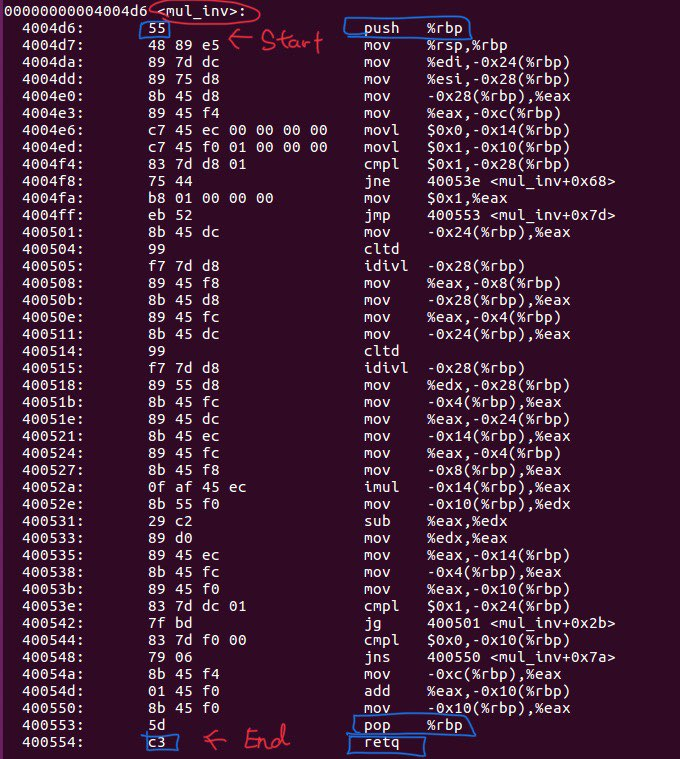 00000000004004d6 <mul_inv>:
4004d6: 55 ← Start push %rbp
4004d7: 48 89 e5 mov %rsp,%rbp
4004da: 89 7d dc mov %edi,-0x24(%rbp)
4004dd: 89 75 d8 mov %esi,-0x28(%rbp)
4004e0: 8b 45 d8 mov -0x28(%rbp),%eax
4004e3: 89 45 f4 mov %eax,-0xc(%rbp)
4004e6: c7 45 ec 00 00 00 00 movl $0x0,-0x14(%rbp)
4004ed: c7 45 f0 01 00 00 00 movl $0x1,-0x10(%rbp)
4004f4: 83 7d d8 01 cmpl $0x1,-0x28(%rbp)
4004f8: 75 44 jne 40053e <mul_inv+0x68>
4004fa: b8 01 00 00 00 mov $0x1,%eax
4004ff: eb 52 jmp 400553 <mul_inv+0x7d>
400501: 8b 45 dc mov -0x24(%rbp),%eax
400504: 99 cltd
400505: f7 7d d8 idivl -0x28(%rbp)
400508: 89 45 f8 mov %eax,-0x8(%rbp)
40050b: 8b 45 d8 mov -0x28(%rbp),%eax
40050e: 89 45 fc mov %eax,-0x4(%rbp)
400511: 8b 45 dc mov -0x24(%rbp),%eax
400514: 99 cltd
400515: f7 7d d8 idivl -0x28(%rbp)
400518: 89 55 d8 mov %edx,-0x28(%rbp)
40051b: 8b 45 fc mov -0x4(%rbp),%eax
40051e: 89 45 dc mov %eax,-0x24(%rbp)
400521: 8b 45 ec mov -0x14(%rbp),%eax
400524: 89 45 fc mov %eax,-0x4(%rbp)
400527: 8b 45 f8 mov -0x8(%rbp),%eax
40052a: 0f af 45 ec imul -0x14(%rbp),%eax
40052e: 8b 55 f0 mov -0x10(%rbp),%edx
400531: 29 c2 sub %eax,%edx
400533: 89 d0 mov %edx,%eax
400535: 89 45 ec mov %eax,-0x14(%rbp)
400538: 8b 45 fc mov -0x4(%rbp),%eax
40053b: 89 45 f0 mov %eax,-0x10(%rbp)
40053e: 83 7d dc 01 cmpl $0x1,-0x24(%rbp)
400542: 7f bd jg 400501 <mul_inv+0x2b>
400544: 83 7d f0 00 cmpl $0x0,-0x10(%rbp)
400548: 79 06 jns 400550 <mul_inv+0x7a>
40054a: 8b 45 f4 mov -0xc(%rbp),%eax
40054d: 01 45 f0 add %eax,-0x10(%rbp)
400550: 8b 45 f0 mov -0x10(%rbp),%eax
400553: 5d pop %rbp
400554: c3 ← End retq